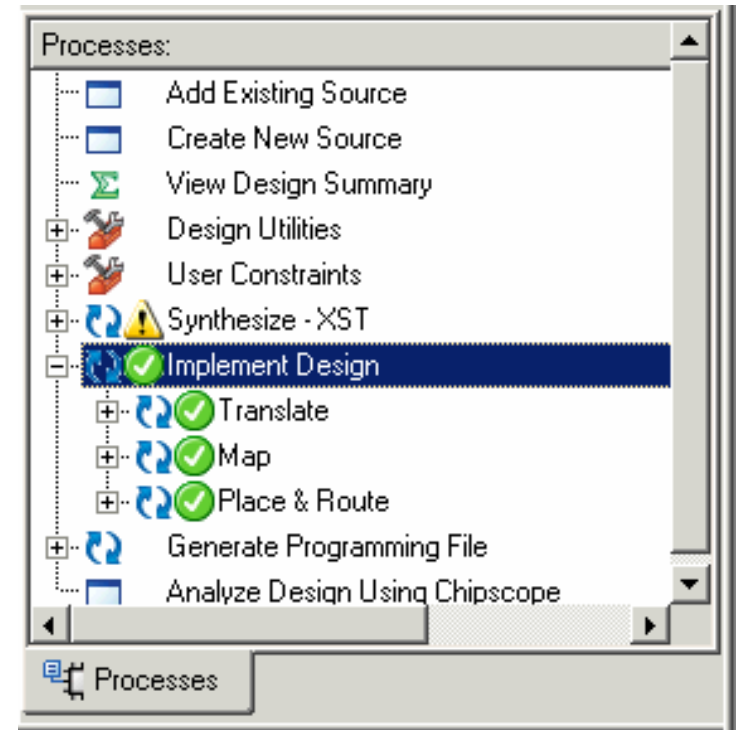 Processes:
Add Existing Source
Create New Source
View Design Summary
Design Utilities
User Constraints
Synthesize - XST
Implement Design
Translate
Map
Place & Route
Generate Programming File
Analyze Design Using Chipscope
Processes